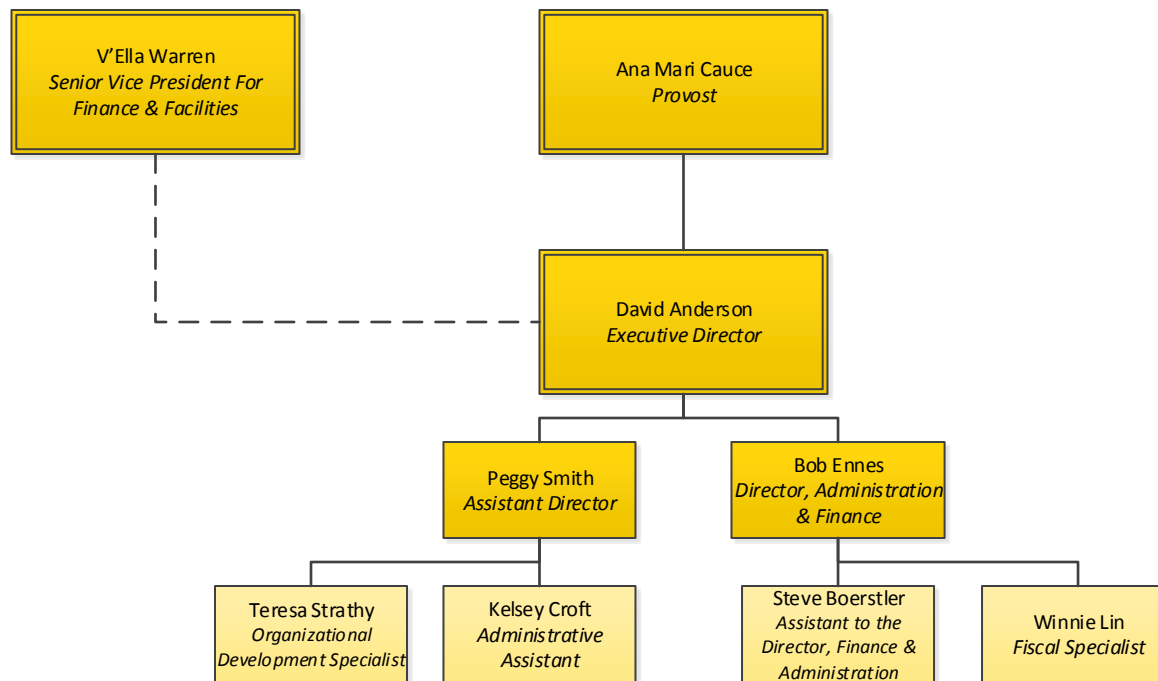 V’Ella Warren
Senior Vice President For
Finance & Facilities
Ana Mari Cauce
Provost
David Anderson
Executive Director
Peggy Smith
Assistant Director
Bob Ennes
Director, Administration
& Finance
Teresa Strathy
Organizational
Development Specialist
Kelsey Croft
Administrative
Assistant
Steve Boerstler
Assistant to the
Director, Finance &
Administration
Winnie Lin
Fiscal Specialist